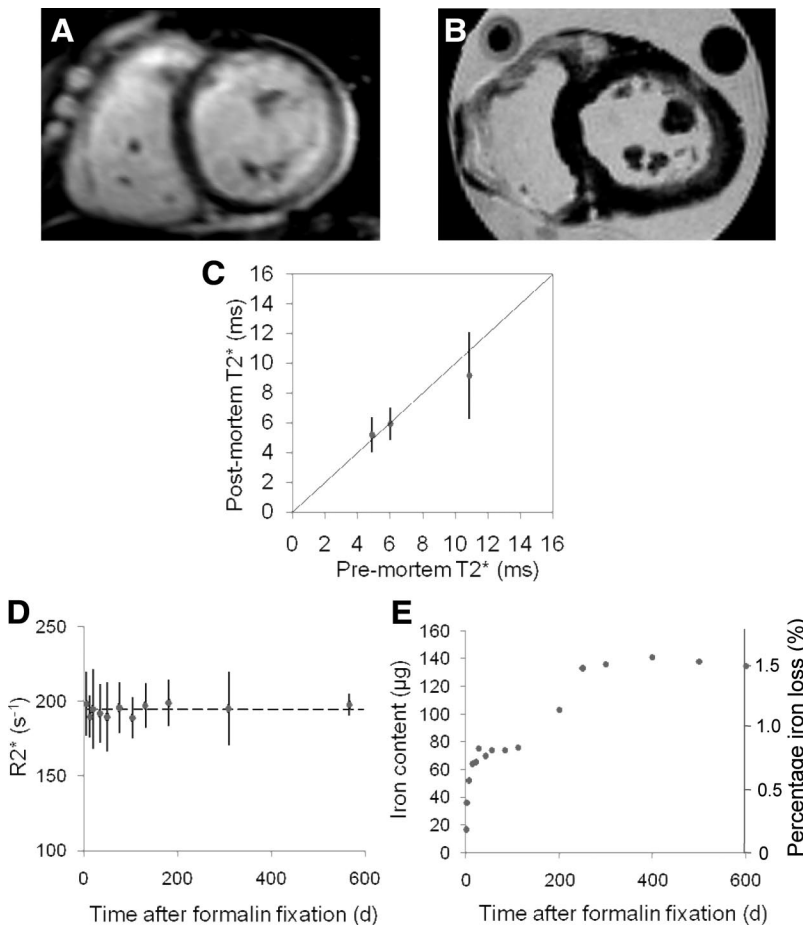 A
B
C
16
14
12
10
8
6
4
2
0
Post-mortem T2* (ms)
0 2 4 6 8 10 12 14 16
Pre-mortem T2* (ms)
D
250
200
150
100
R2* (s⁻¹)
0 200 400 600
Time after formalin fixation (d)
E
160
140
120
100
80
60
40
20
0
Iron content (µg)
1.5
1.0
0.5
0
Percentage iron loss (%)
0 200 400 600
Time after formalin fixation (d)